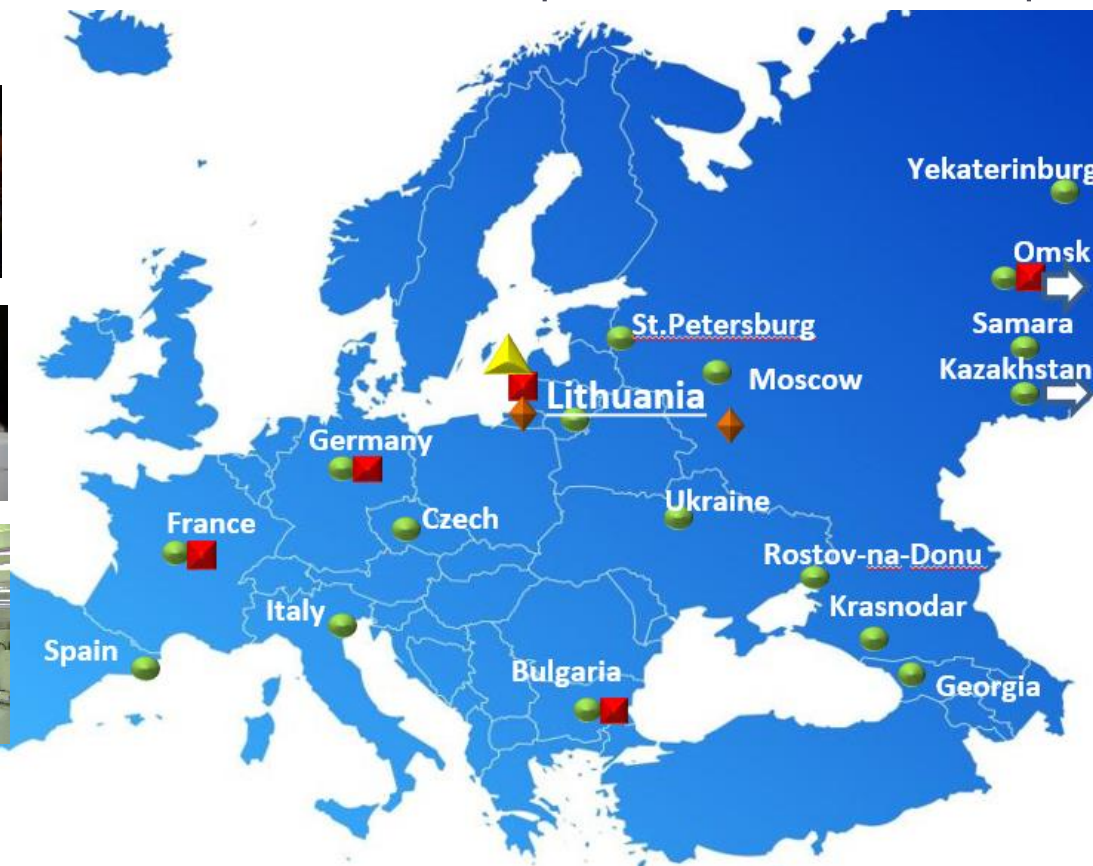 Yekaterinburg
Omsk
Samara
Kazakhstan
St.Petersburg
Moscow
Lithuania
Germany
Ukraine
Czech
France
Rostov-na-Donu
Krasnodar
Italy
Spain
Bulgaria
Georgia